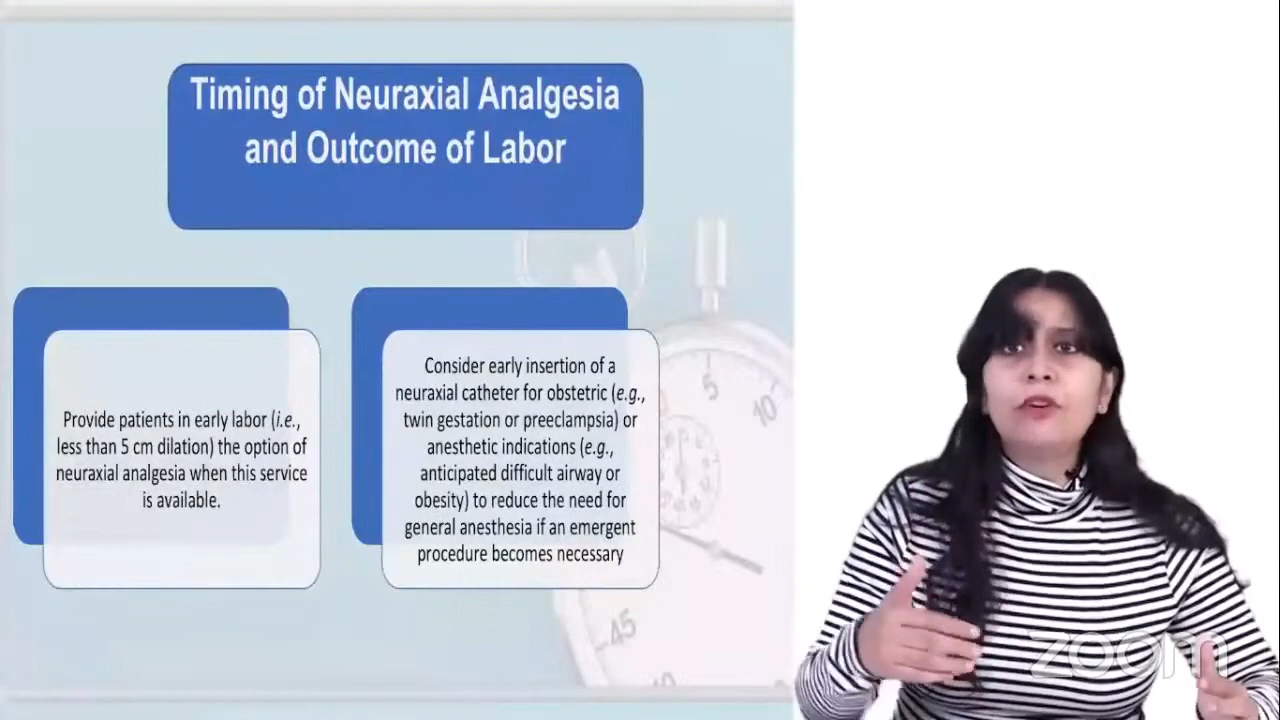 Timing of Neuraxial Analgesia
and Outcome of Labor
Provide patients in early labor (i.e.,
less than 5 cm dilation) the option of
neuraxial analgesia when this service
is available.
Consider early insertion of a
neuraxial catheter for obstetric (e.g.,
twin gestation or preeclampsia) or
anesthetic indications (e.g.,
anticipated difficult airway or
obesity) to reduce the need for
general anesthesia if an emergent
procedure becomes necessary
5
10
45
zoom